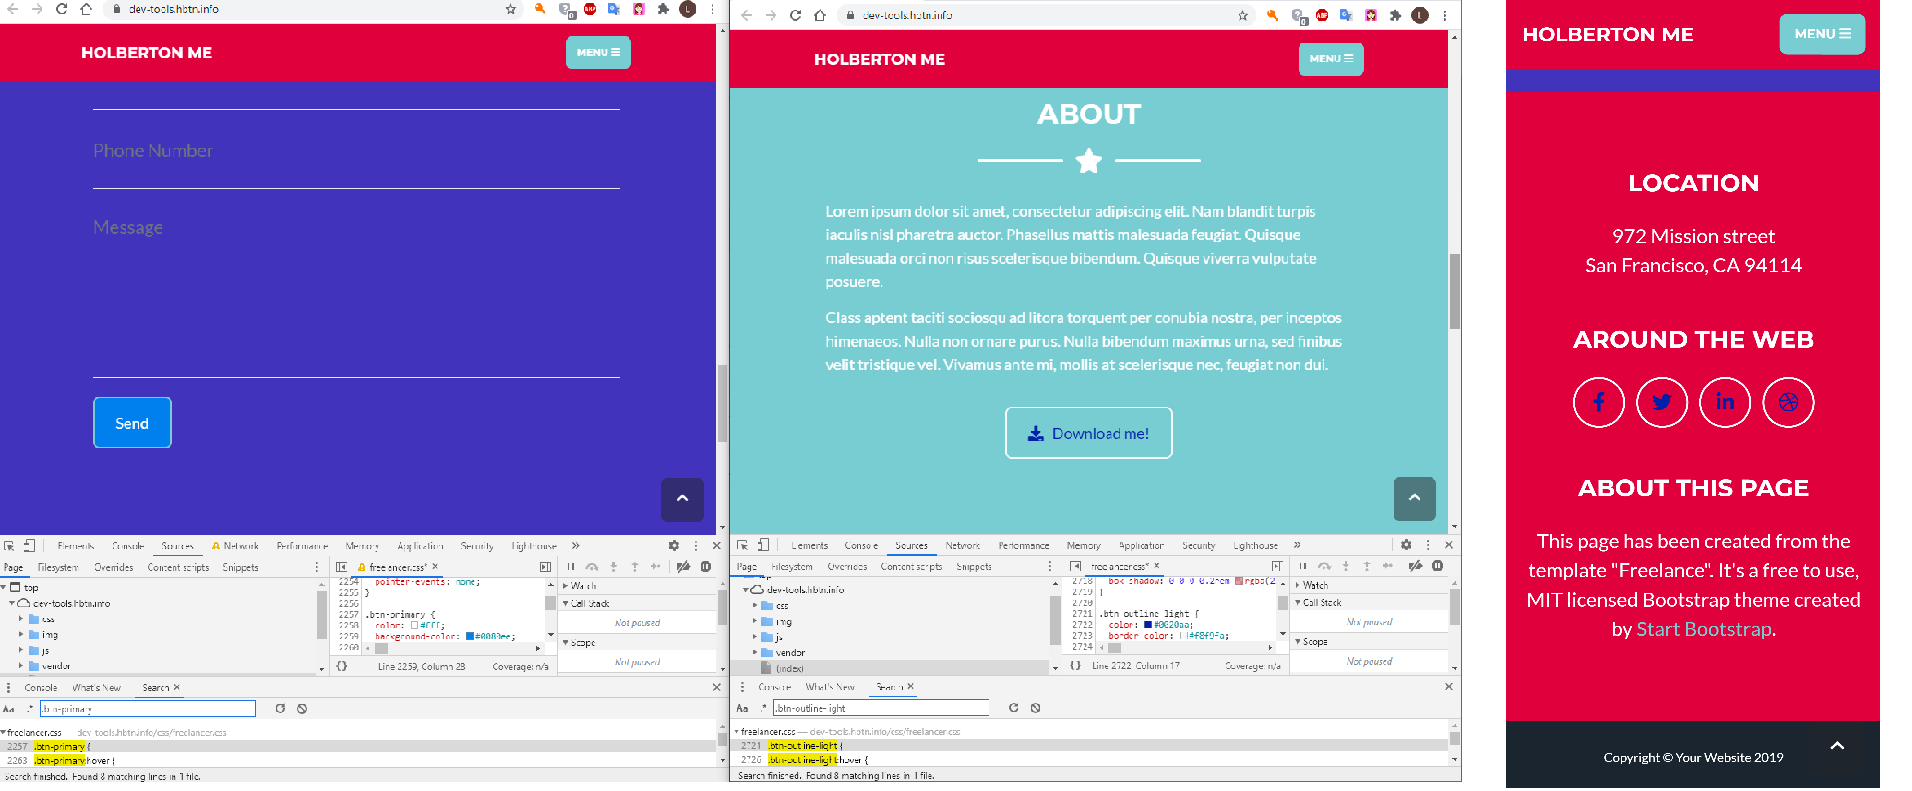 dev-tools.hbtn.info
HOLBERTON ME
MENU
Phone Number
Message
Send
Elements Console Sources Network Performance Memory Application Security Lighthouse »
Page Filesystem Overrides Content scripts Snippets
freelancer.css* ×
top
dev-tools.hbtn.info
css
img
js
vendor
2254 pointer-events: none;
2255 }
2256
2257 .btn-primary {
2258 color: #fff;
2259 background-color: #0080ee;
2260
{} Line 2259, Column 28 Coverage: n/a
Watch
Call Stack
Not paused
Scope
Not paused
Console What's New Search ×
Aa .* .btn-primary
freelancer.css — dev-tools.hbtn.info/css/freelancer.css
2257 .btn-primary {
2263 .btn-primary:hover {
Search finished. Found 8 matching lines in 1 file.
dev-tools.hbtn.info
HOLBERTON ME
MENU
ABOUT
Lorem ipsum dolor sit amet, consectetur adipiscing elit. Nam blandit turpis
iaculis nisl pharetra auctor. Phasellus mattis malesuada feugiat. Quisque
malesuada orci non risus scelerisque bibendum. Quisque viverra vulputate
posuere.
Class aptent taciti sociosqu ad litora torquent per conubia nostra, per inceptos
himenaeos. Nulla non ornare purus. Nulla bibendum maximus urna, sed finibus
velit tristique vel. Vivamus ante mi, mollis at scelerisque nec, feugiat non dui.
Download me!
Elements Console Sources Network Performance Memory Application Security Lighthouse »
Page Filesystem Overrides Content scripts Snippets
freelancer.css* ×
dev-tools.hbtn.info
css
img
js
vendor
(index)
2718 box-shadow: 0 0 0 0.2rem rgba(2
2719 }
2720
2721 .btn-outline-light {
2722 color: #0020aa;
2723 border-color: #f8f9fa;
2724
{} Line 2722, Column 17 Coverage: n/a
Watch
Call Stack
Not paused
Scope
Not paused
Console What's New Search ×
Aa .* .btn-outline-light
freelancer.css — dev-tools.hbtn.info/css/freelancer.css
2721 .btn-outline-light {
2726 .btn-outline-light:hover {
Search finished. Found 8 matching lines in 1 file.
HOLBERTON ME
MENU
LOCATION
972 Mission street
San Francisco, CA 94114
AROUND THE WEB
ABOUT THIS PAGE
This page has been created from the
template "Freelance". It's a free to use,
MIT licensed Bootstrap theme created
by Start Bootstrap.
Copyright © Your Website 2019